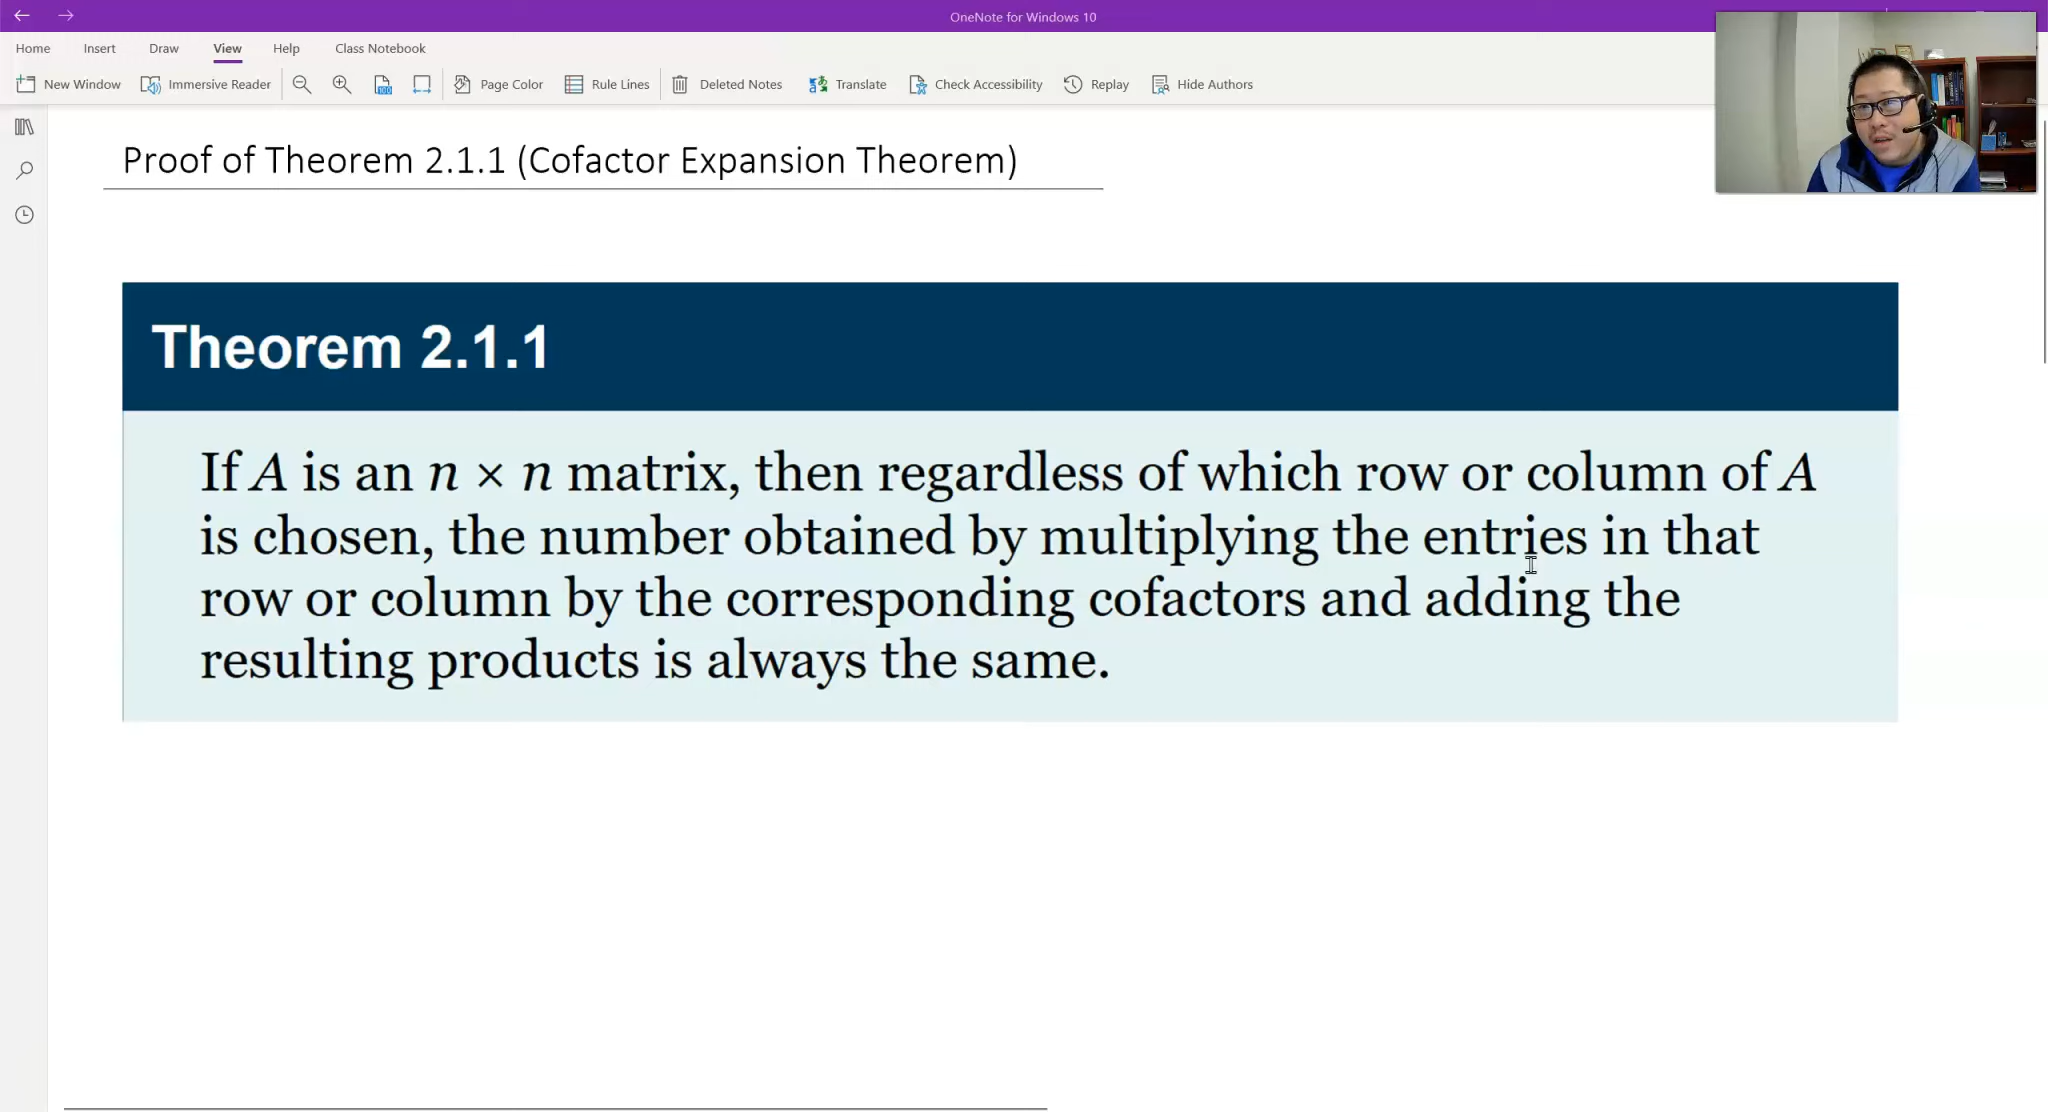 OneNote for Windows 10
Home Insert Draw View Help Class Notebook
New Window Immersive Reader 100 Page Color Rule Lines Deleted Notes Translate Check Accessibility Replay Hide Authors
Proof of Theorem 2.1.1 (Cofactor Expansion Theorem)
Theorem 2.1.1
If A is an n × n matrix, then regardless of which row or column of A
is chosen, the number obtained by multiplying the entries in that
row or column by the corresponding cofactors and adding the
resulting products is always the same.